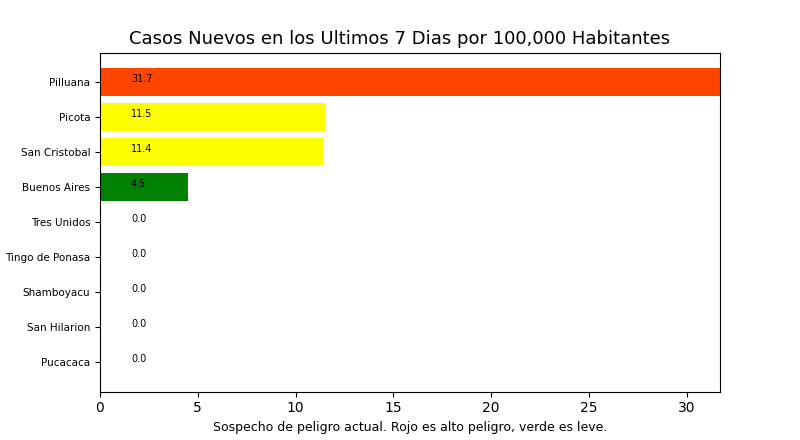 Casos Nuevos en los Ultimos 7 Dias por 100,000 Habitantes
Pilluana 31.7
Picota 11.5
San Cristobal 11.4
Buenos Aires 4.5
Tres Unidos 0.0
Tingo de Ponasa 0.0
Shamboyacu 0.0
San Hilarion 0.0
Pucacaca 0.0
0 5 10 15 20 25 30
Sospecho de peligro actual. Rojo es alto peligro, verde es leve.